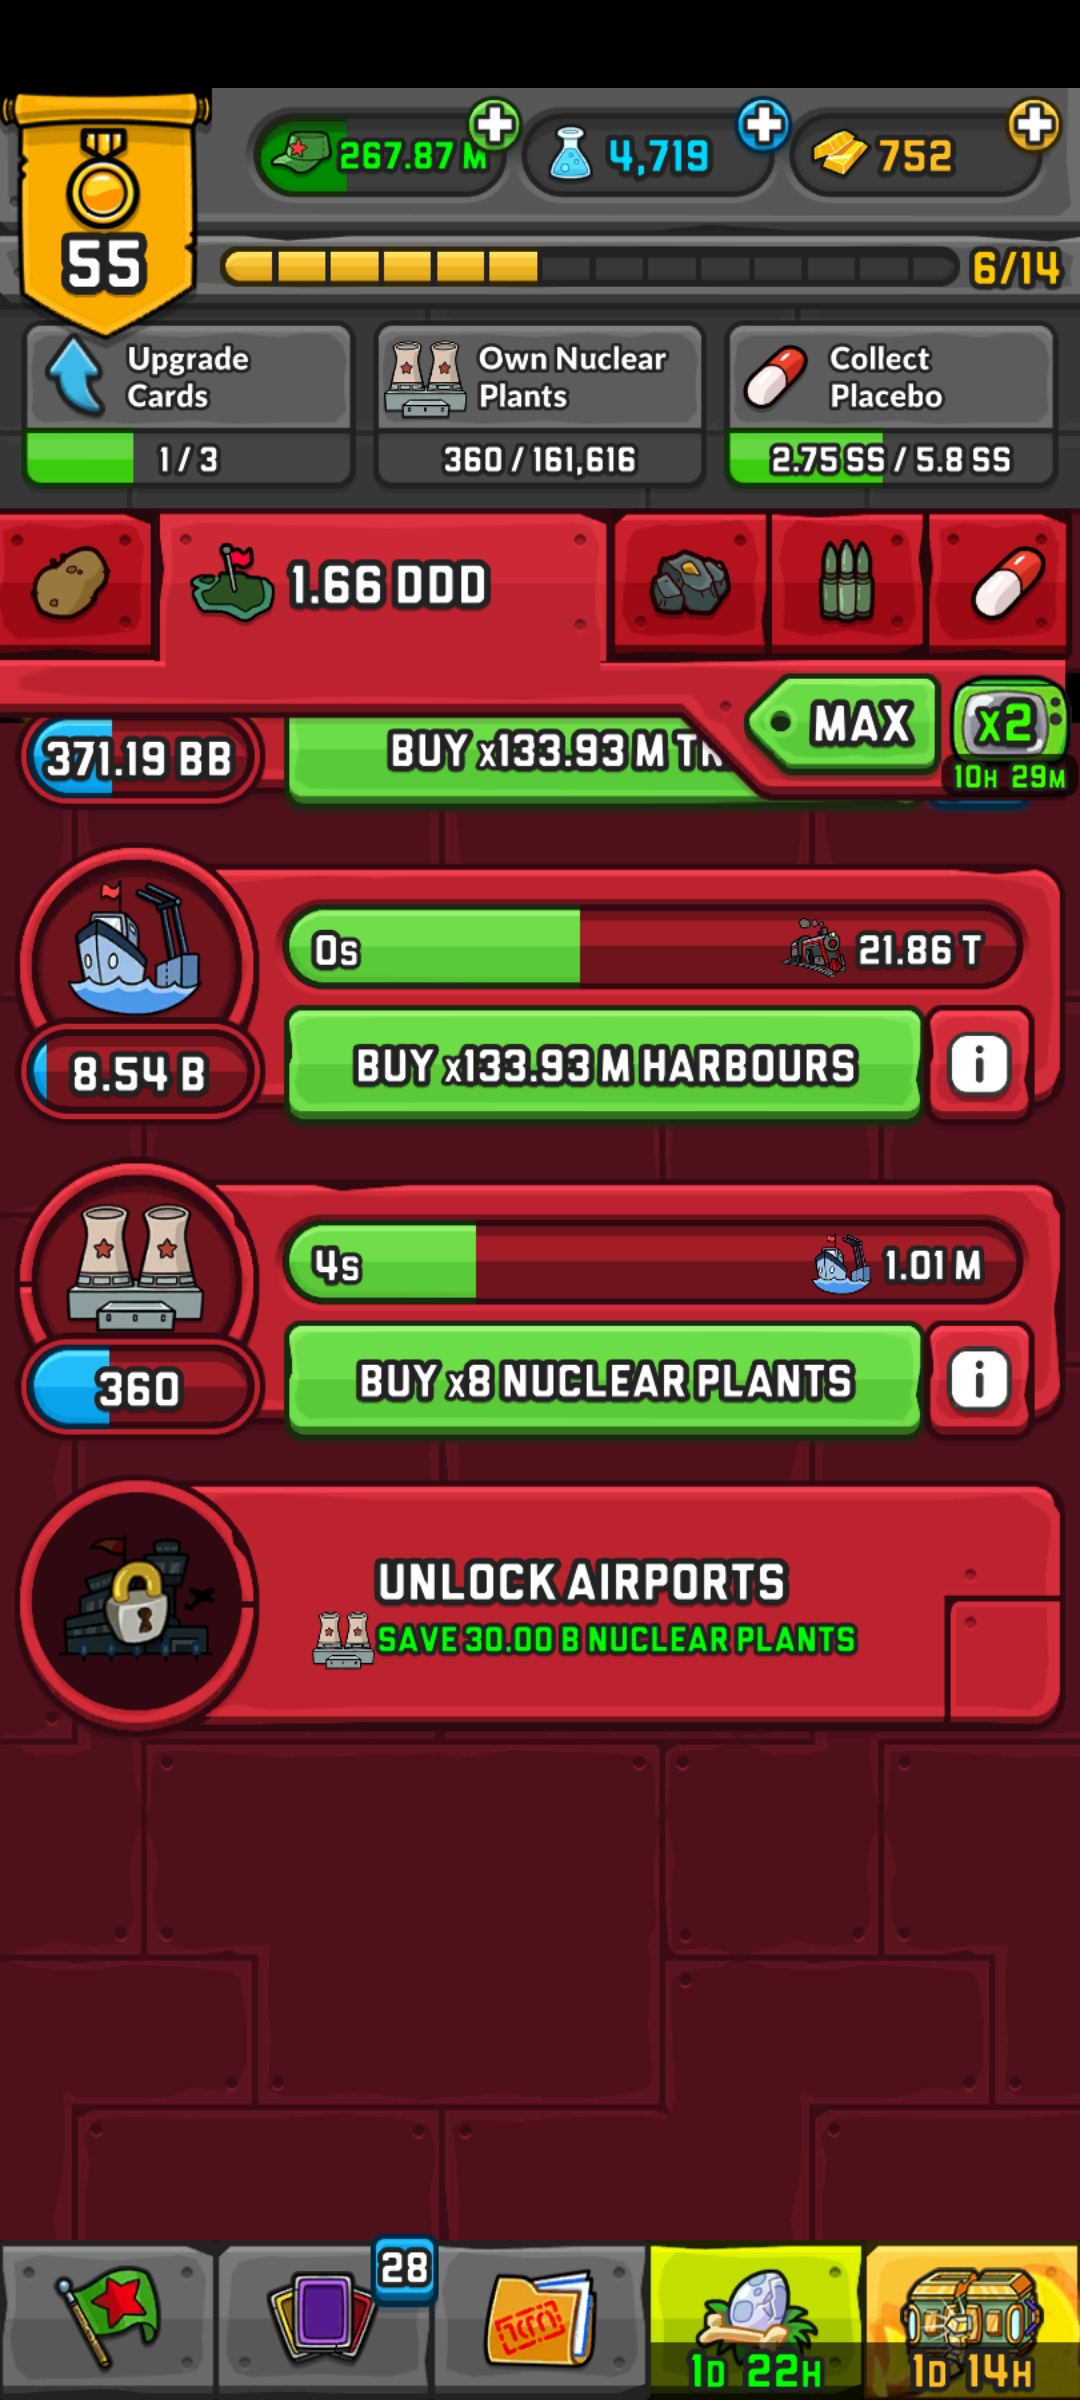 267.87 M
4,719
752
55
6/14
Upgrade
Cards
1 / 3
Own Nuclear
Plants
360 / 161,616
Collect
Placebo
2.75 SS / 5.8 SS
1.66 DDD
MAX
x2
10H 29M
371.19 BB
BUY x133.93 M
0s
21.86 T
8.54 B
BUY x133.93 M HARBOURS
i
4s
1.01 M
360
BUY x8 NUCLEAR PLANTS
i
UNLOCK AIRPORTS
SAVE 30.00 B NUCLEAR PLANTS
28
1D 22H
1D 14H